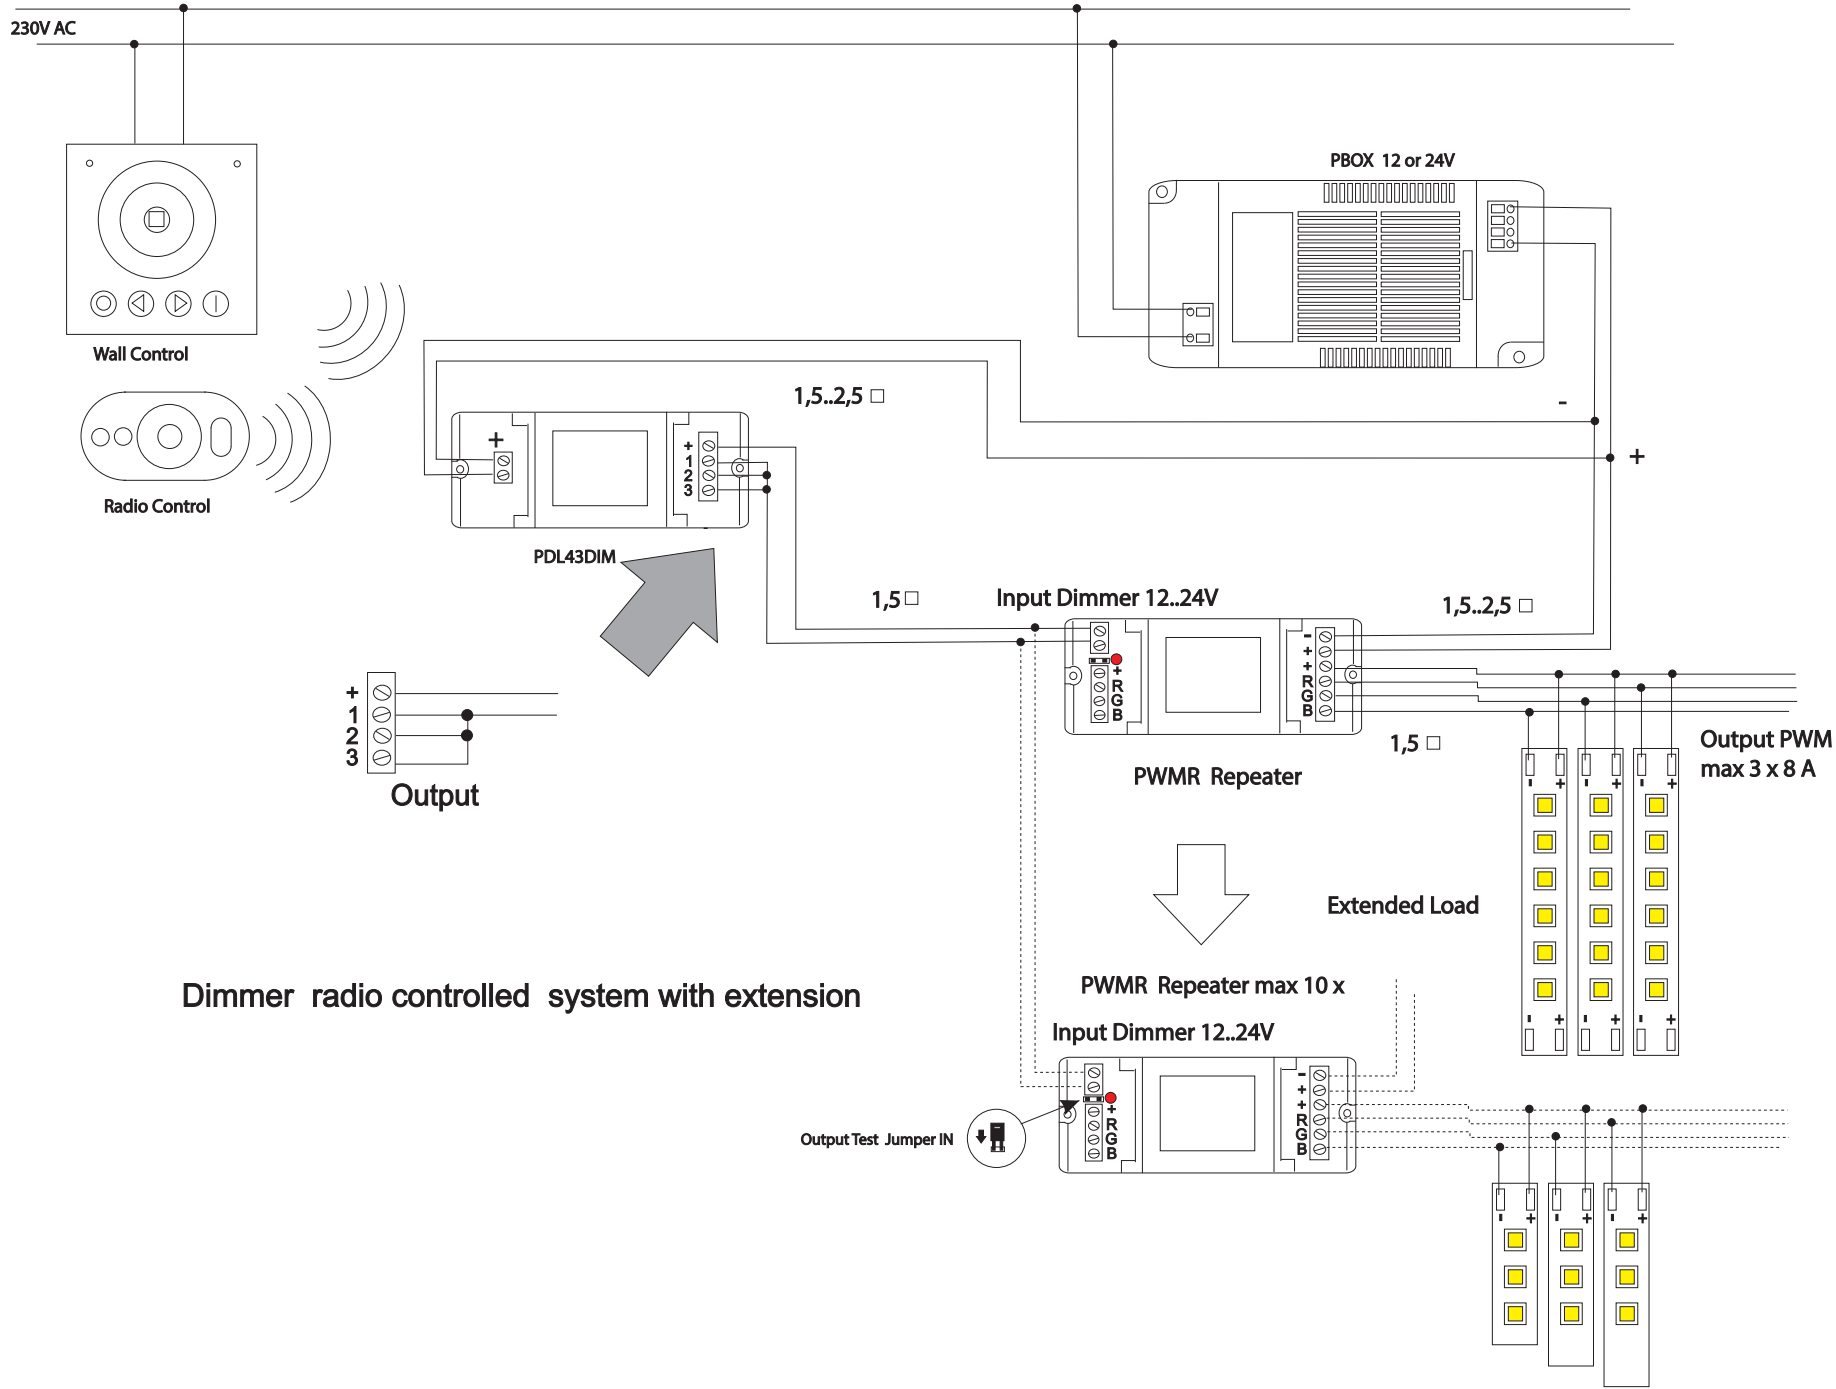 230V AC
PBOX 12 or 24V
Wall Control
1,5..2,5 □
-
+
+
+
1
2
3
Radio Control
PDL43DIM
1,5 □
Input Dimmer 12..24V
1,5..2,5 □
-
+
+
R
G
B
+
R
G
B
+
1
2
3
Output
1,5 □
Output PWM
max 3 x 8 A
PWMR Repeater
- + - + - +
Extended Load
PWMR Repeater max 10 x
Dimmer radio controlled system with extension
- + - + - +
Input Dimmer 12..24V
-
+
+
R
G
B
+
R
G
B
Output Test Jumper IN
- + - + - +